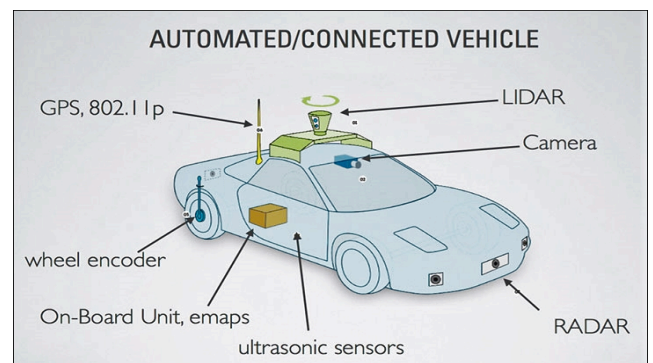 AUTOMATED/CONNECTED VEHICLE
GPS, 802.11p
LIDAR
Camera
wheel encoder
On-Board Unit, emaps
ultrasonic sensors
RADAR